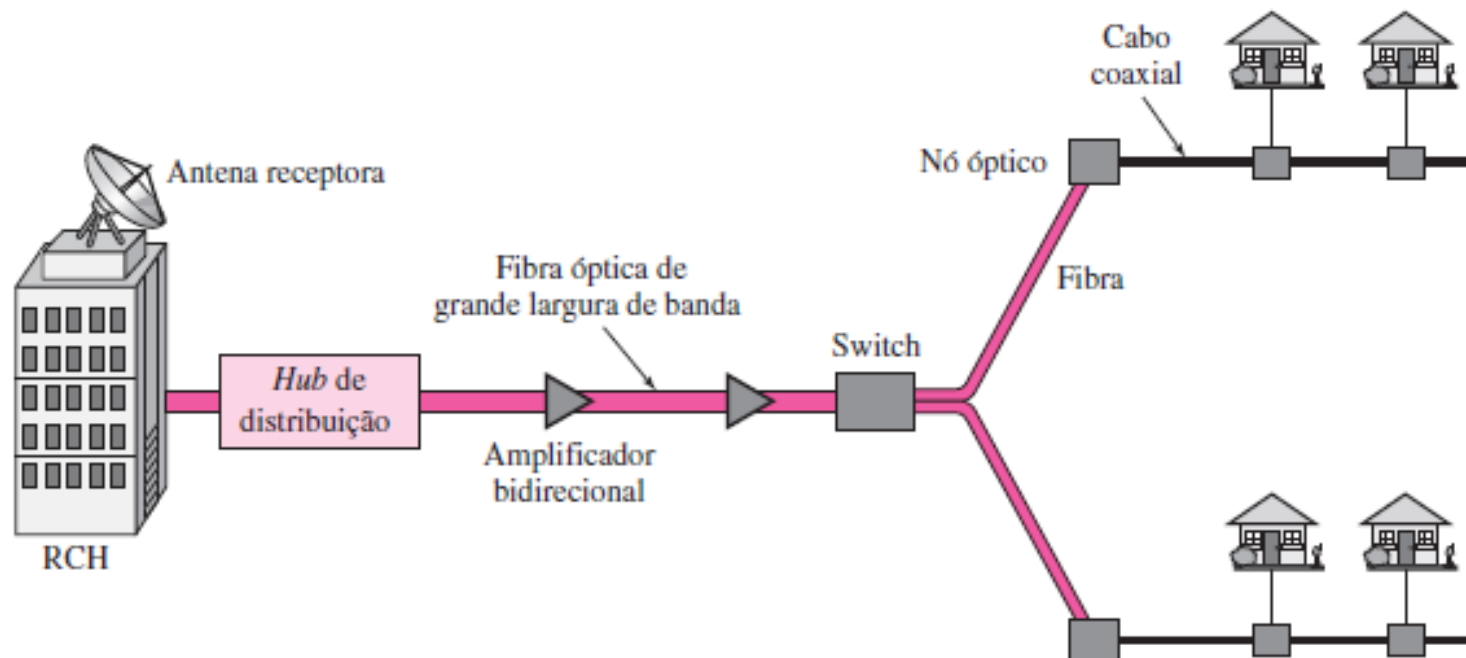 Cabo
coaxial
Antena receptora
Nó óptico
Fibra óptica de
grande largura de banda
Fibra
Switch
Hub de
distribuição
Amplificador
bidirecional
RCH